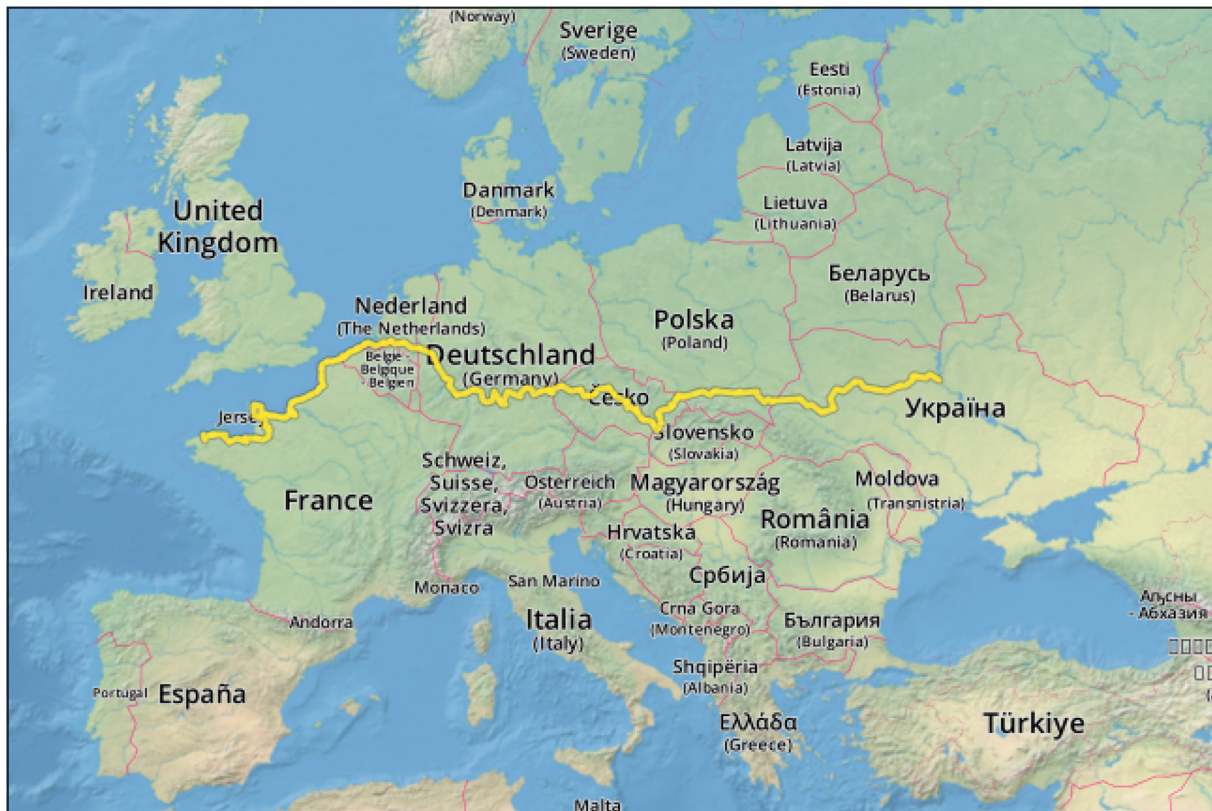 (Norway)
Sverige
(Sweden)
Eesti
(Estonia)
Latvija
(Latvia)
Danmark
(Denmark)
Lietuva
(Lithuania)
United
Kingdom
Беларусь
(Belarus)
Ireland
Nederland
(The Netherlands)
Polska
(Poland)
België -
Belgique
- Belgien
Deutschland
(Germany)
Česko
Україна
Jersey
Slovensko
(Slovakia)
Schweiz,
Suisse,
Svizzera,
Svizra
Österreich
(Austria)
Magyarország
(Hungary)
Moldova
(Transnistria)
France
România
(Romania)
Hrvatska
(Croatia)
San Marino
Monaco
Србија
Аҧсны
- Абхазия
Italia
(Italy)
Crna Gora
(Montenegro)
България
(Bulgaria)
Andorra
Shqipëria
(Albania)
Portugal
España
Ελλάδα
(Greece)
Türkiye
Malta